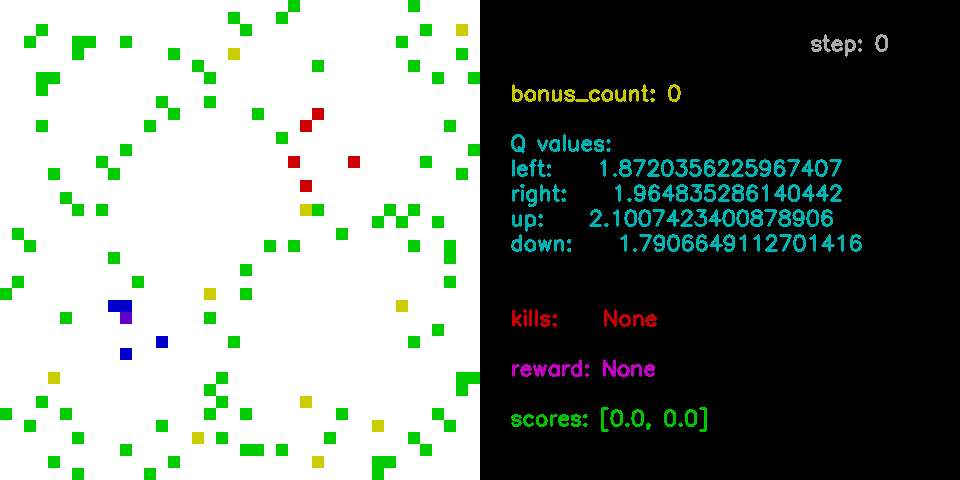 step: 0
bonus_count: 0
Q values:
left: 1.8720356225967407
right: 1.964835286140442
up: 2.1007423400878906
down: 1.7906649112701416
kills: None
reward: None
scores: [0.0, 0.0]